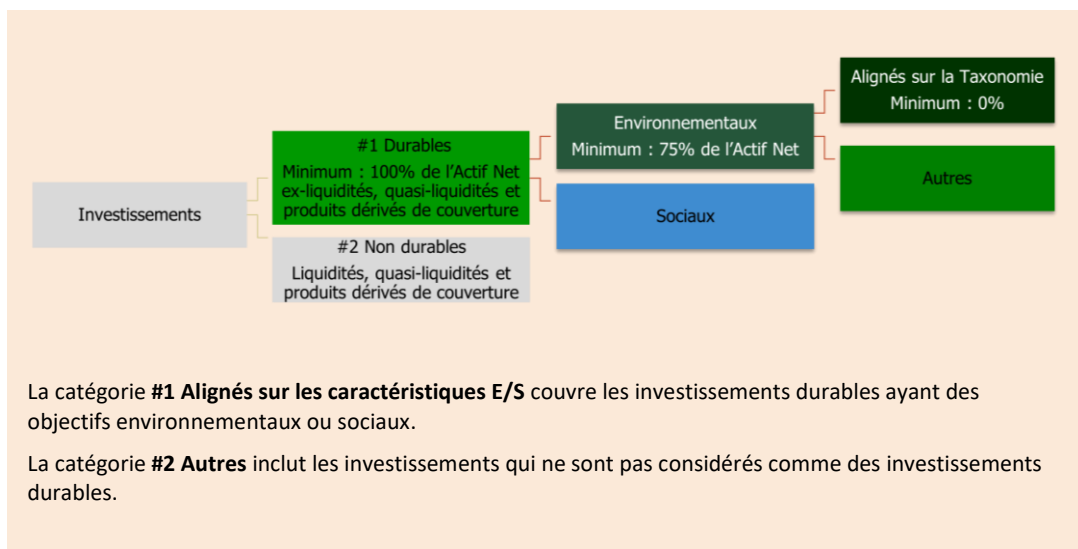 Investissements
#1 Durables
Minimum : 100% de l'Actif Net
ex-liquidités, quasi-liquidités et
produits dérivés de couverture
#2 Non durables
Liquidités, quasi-liquidités et
produits dérivés de couverture
Environnementaux
Minimum : 75% de l'Actif Net
Sociaux
Alignés sur la Taxonomie
Minimum : 0%
Autres
La catégorie #1 Alignés sur les caractéristiques E/S couvre les investissements durables ayant des
objectifs environnementaux ou sociaux.
La catégorie #2 Autres inclut les investissements qui ne sont pas considérés comme des investissements
durables.